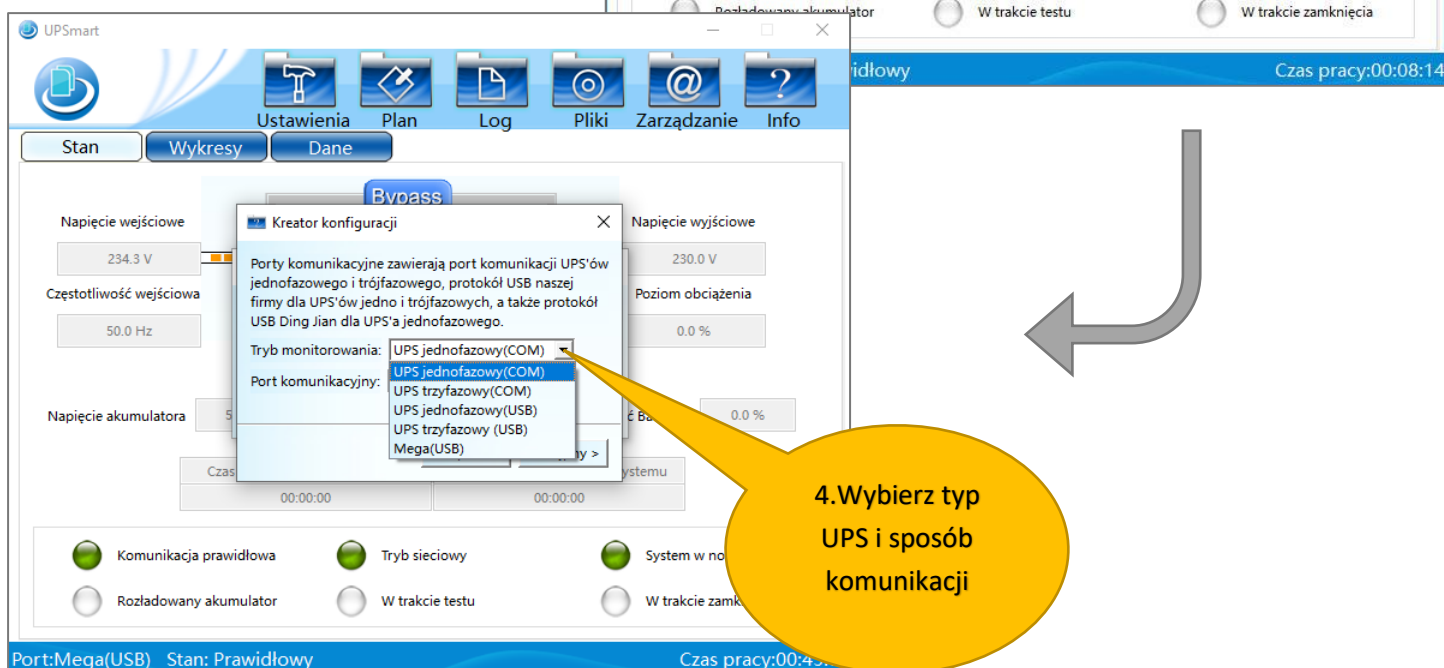 Rozładowany akumulator
W trakcie testu
W trakcie zamknięcia
Czas pracy:00:08:14
UPSmart
Ustawienia
Plan
Log
Pliki
Zarządzanie
Info
Stan
Wykresy
Dane
Bypass
Kreator konfiguracji
Napięcie wejściowe
Napięcie wyjściowe
234.3 V
230.0 V
Porty komunikacyjne zawierają port komunikacji UPS'ów
jednofazowego i trójfazowego, protokół USB naszej
firmy dla UPS'ów jedno i trójfazowych, a także protokół
USB Ding Jian dla UPS'a jednofazowego.
Częstotliwość wejściowa
Poziom obciążenia
50.0 Hz
0.0 %
Tryb monitorowania:
UPS jednofazowy(COM)
Port komunikacyjny:
UPS jednofazowy(COM)
UPS trzyfazowy(COM)
UPS jednofazowy(USB)
UPS trzyfazowy (USB)
Mega(USB)
Napięcie akumulatora
0.0 %
Czas
00:00:00
00:00:00
4.Wybierz typ
UPS i sposób
komunikacji
Komunikacja prawidłowa
Tryb sieciowy
System w
Rozładowany akumulator
W trakcie testu
W trakcie
Port:Mega(USB) Stan: Prawidłowy
Czas pracy:00: